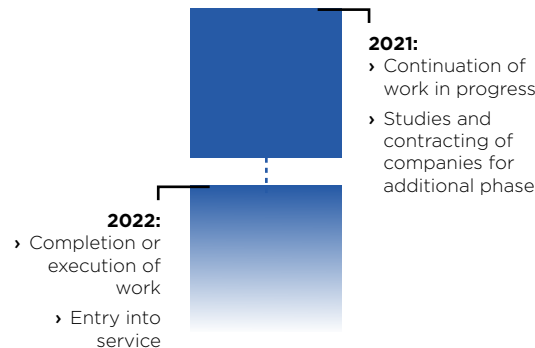 2021:
› Continuation of
work in progress
› Studies and
contracting of
companies for
additional phase
2022:
› Completion or
execution of
work
› Entry into
service